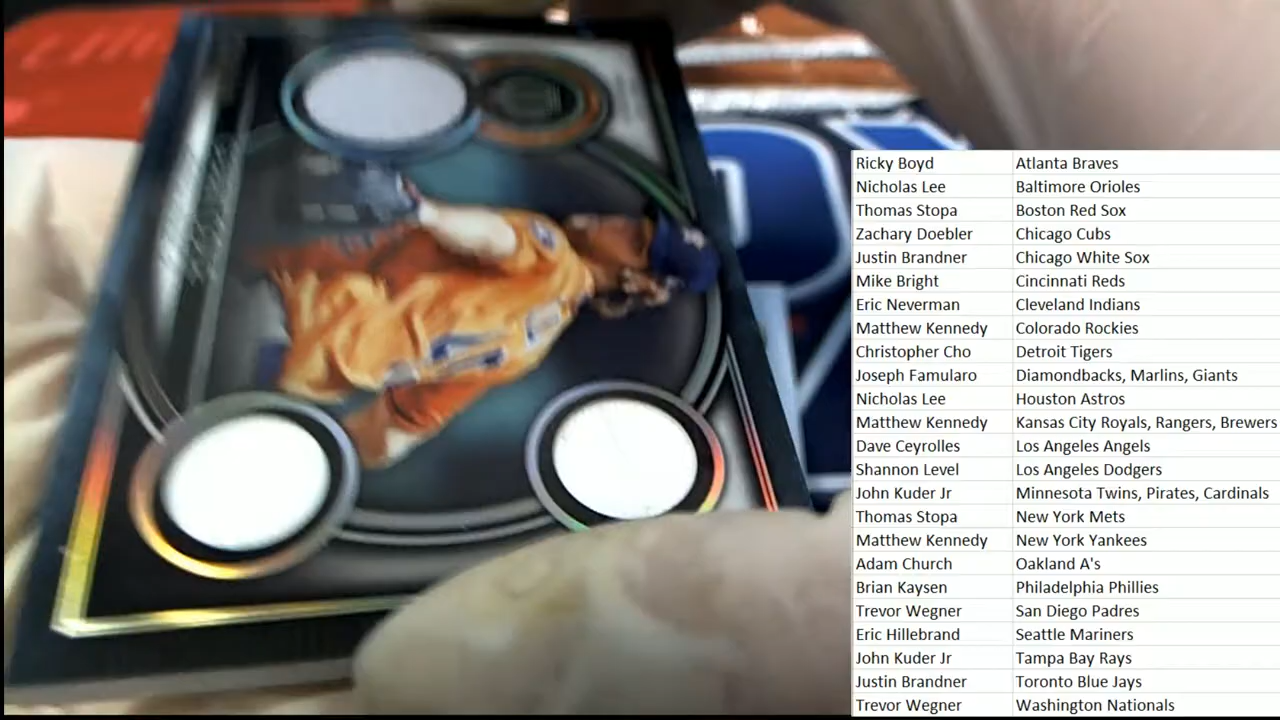 Ricky Boyd Atlanta Braves
Nicholas Lee Baltimore Orioles
Thomas Stopa Boston Red Sox
Zachary Doebler Chicago Cubs
Justin Brandner Chicago White Sox
Mike Bright Cincinnati Reds
Eric Neverman Cleveland Indians
Matthew Kennedy Colorado Rockies
Christopher Cho Detroit Tigers
Joseph Famularo Diamondbacks, Marlins, Giants
Nicholas Lee Houston Astros
Matthew Kennedy Kansas City Royals, Rangers, Brewers
Dave Ceyrolles Los Angeles Angels
Shannon Level Los Angeles Dodgers
John Kuder Jr Minnesota Twins, Pirates, Cardinals
Thomas Stopa New York Mets
Matthew Kennedy New York Yankees
Adam Church Oakland A's
Brian Kaysen Philadelphia Phillies
Trevor Wegner San Diego Padres
Eric Hillebrand Seattle Mariners
John Kuder Jr Tampa Bay Rays
Justin Brandner Toronto Blue Jays
Trevor Wegner Washington Nationals